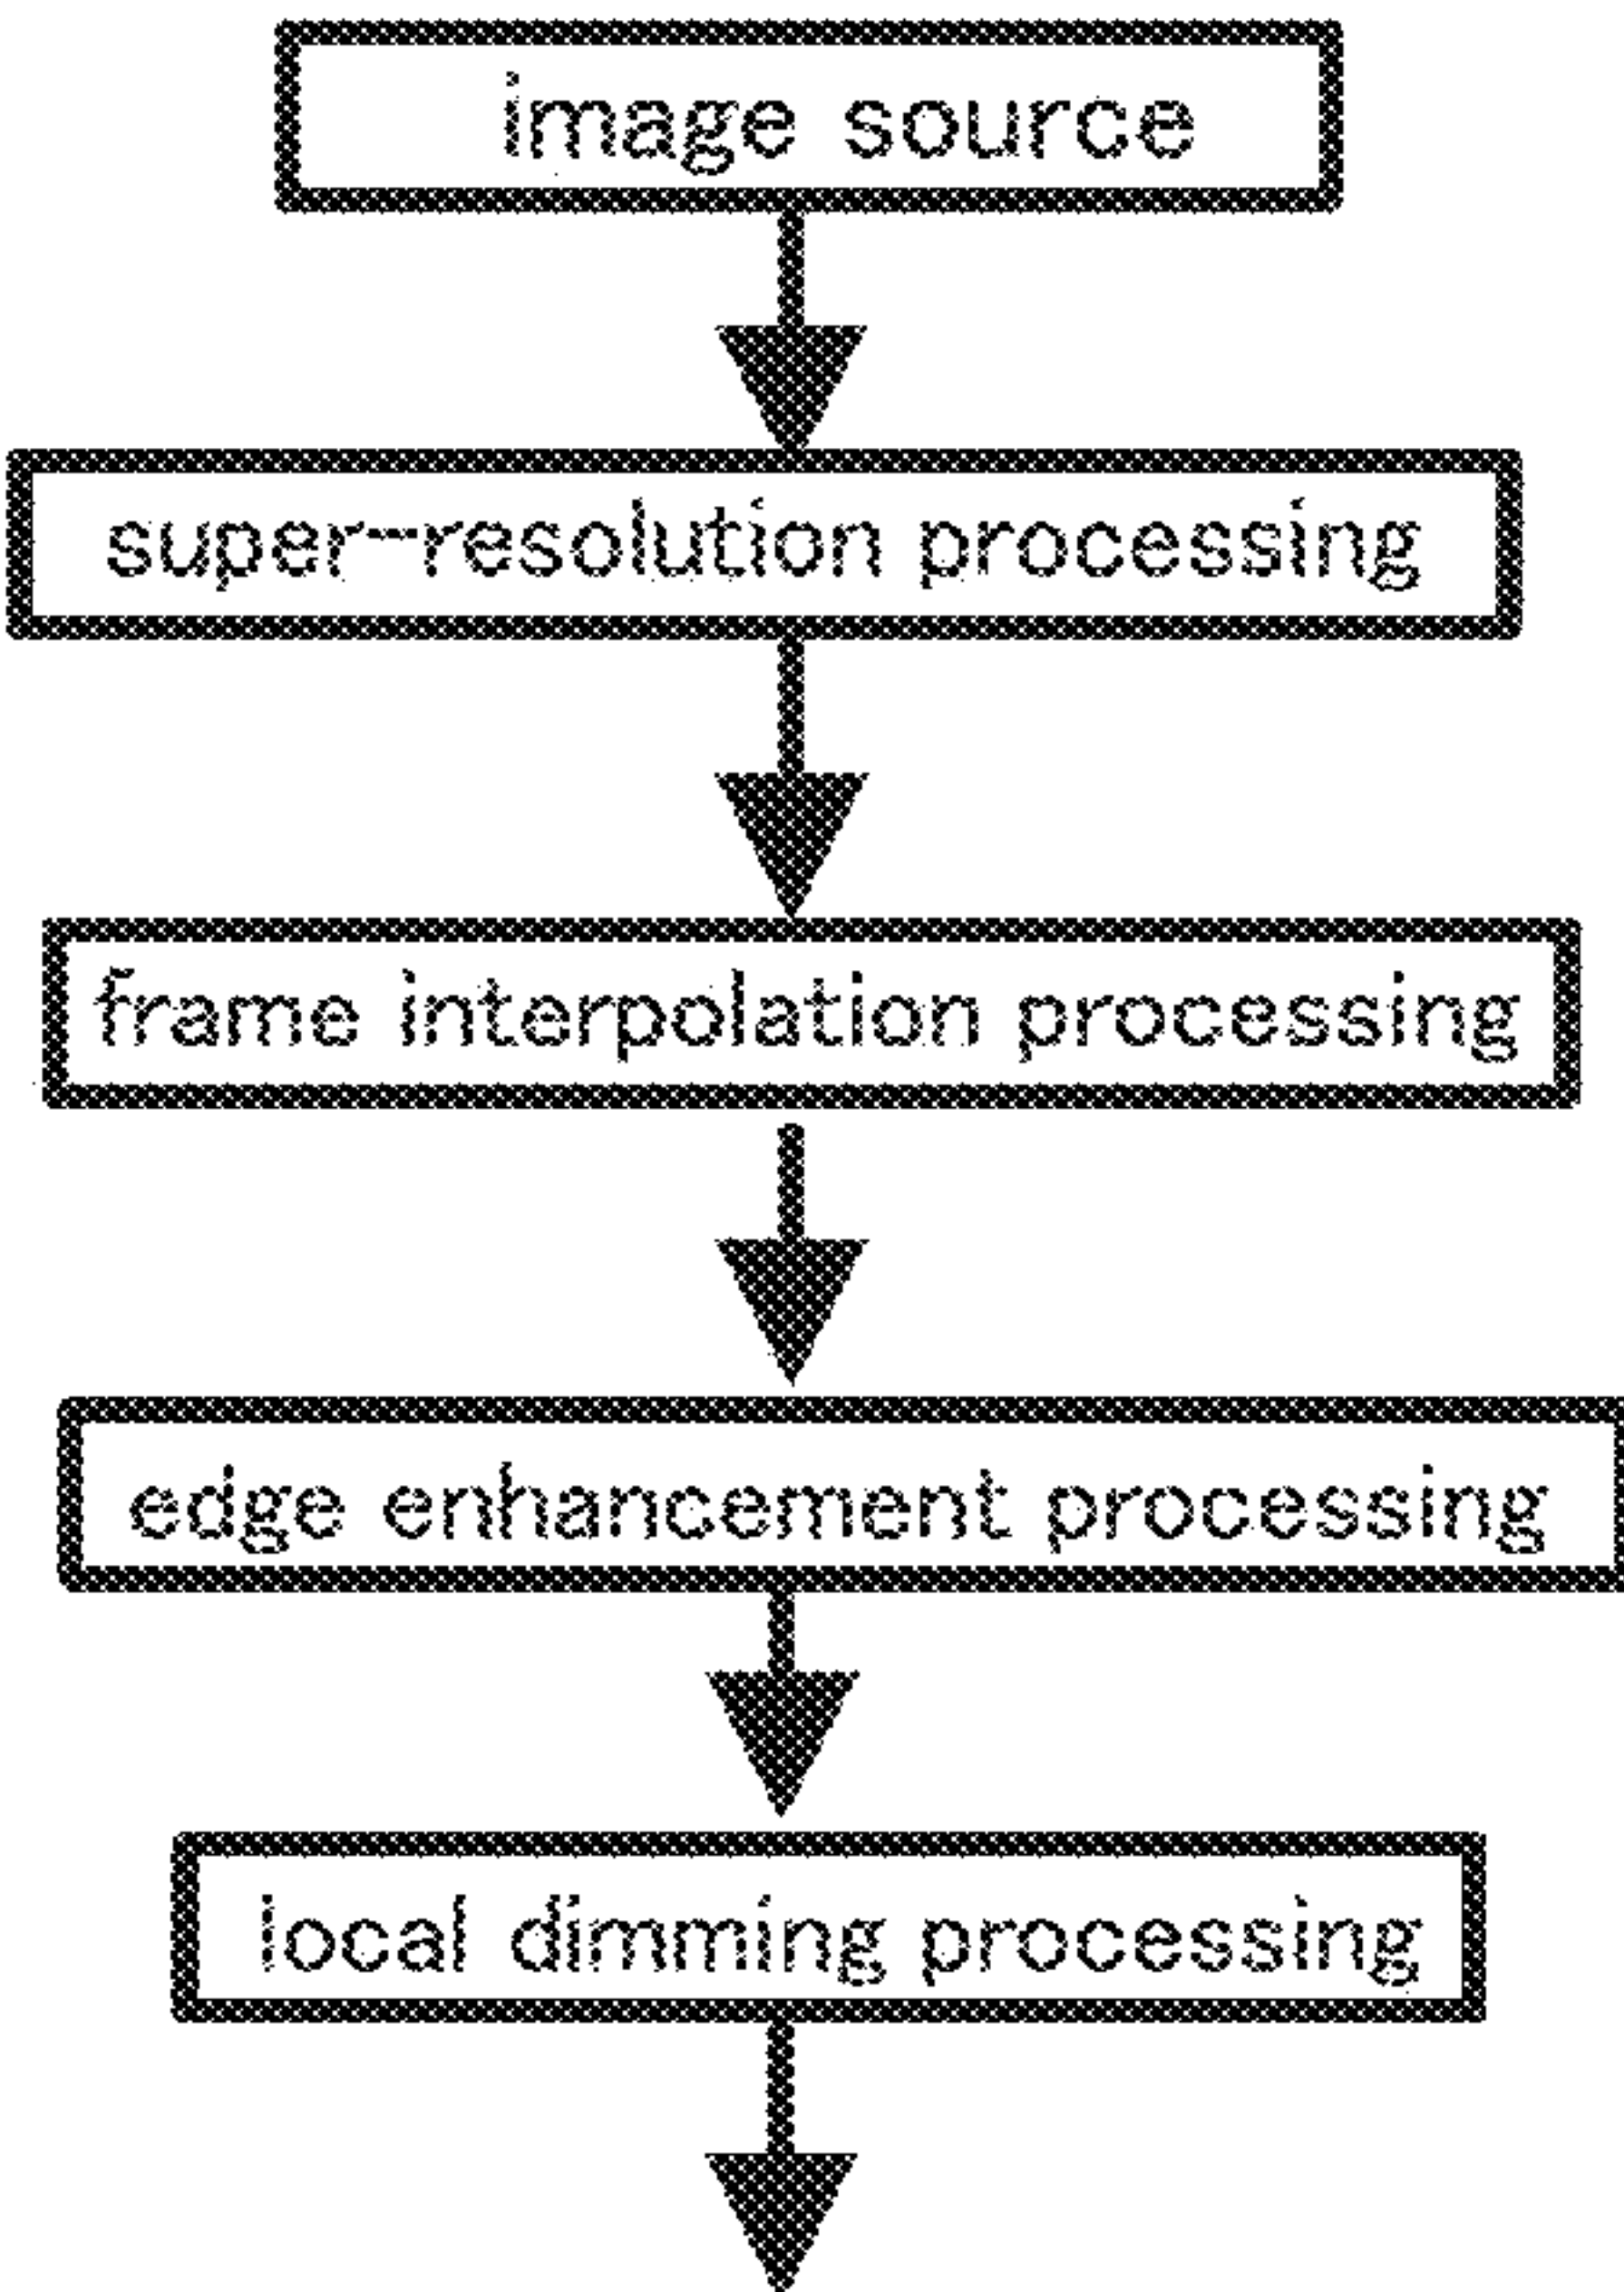 image source
super-resolution processing
frame interpolation processing
edge enhancement processing
local dimming processing